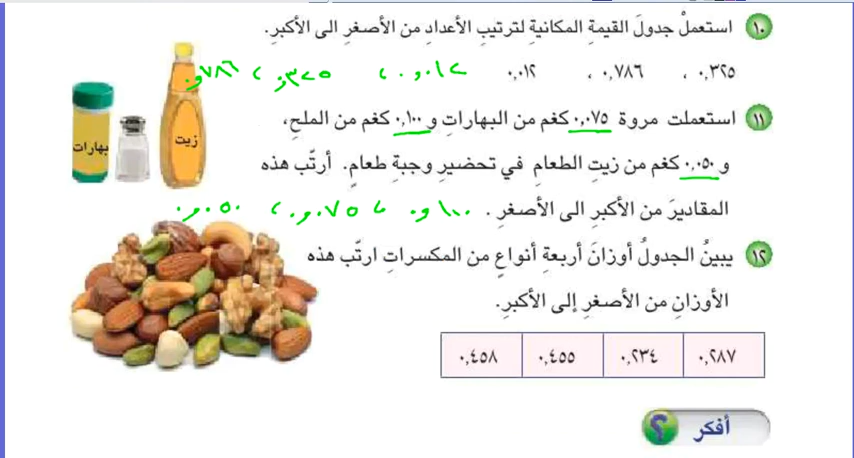 ١٠ استعملْ جدولَ القيمةِ المكانيةِ لترتيبِ الأعدادِ من الأصغرِ الى الأكبرِ.
٠,٣٢٥ ، ٠,٧٨٦ ، ٠,٠١٢
٠,٠١٢ ، ٠,٣٢٥ ، ٠,٧٨٦
١١ استعملت مروة ٠,٠٧٥ كغم من البهاراتِ و ٠,١٠٠ كغم من الملحِ،
و ٠,٠٥٠ كغم من زيتِ الطعامِ في تحضيرِ وجبةِ طعامٍ. أرتّب هذه
المقاديرَ من الأكبرِ الى الأصغرِ .
٠,١٠٠ ، ٠,٠٧٥ ، ٠,٠٥٠
زيت
بهارات
١٢ يبينُ الجدولُ أوزانَ أربعةِ أنواعٍ من المكسراتِ ارتّب هذه
الأوزانِ من الأصغرِ إلى الأكبرِ.
٠,٢٨٧ ٠,٢٣٤ ٠,٤٥٥ ٠,٤٥٨
أفكر ؟